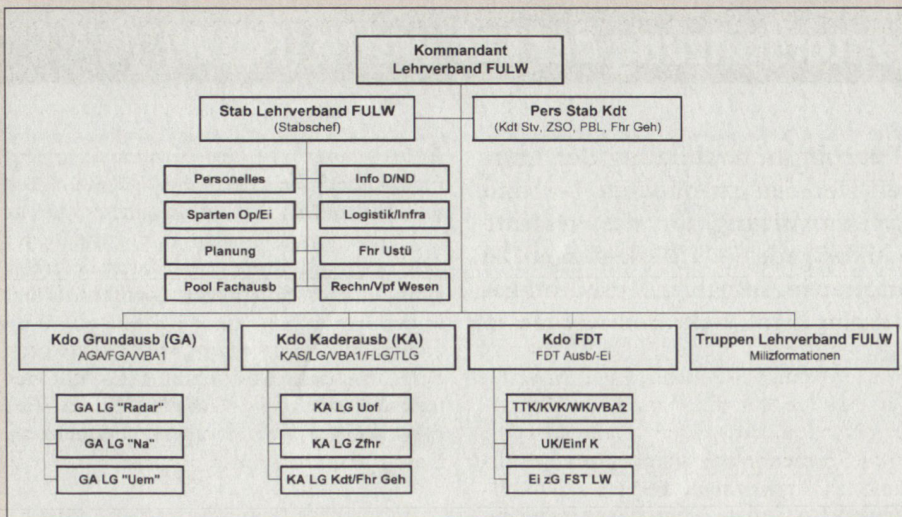 Kommandant
Lehrverband FULW
Stab Lehrverband FULW
(Stabschef)
Pers Stab Kdt
(Kdt Stv, ZSO, PBL, Fhr Geh)
Personelles
Info D/ND
Sparten Op/Ei
Logistik/Infra
Planung
Fhr Ustü
Pool Fachausb
Rechn/Vpf Wesen
Kdo Grundausb (GA)
AGA/FGA/VBA1
Kdo Kaderausb (KA)
KAS/LG/VBA1/FLG/TLG
Kdo FDT
FDT Ausb/-Ei
Truppen Lehrverband FULW
Milizformationen
GA LG "Radar"
GA LG "Na"
GA LG "Uem"
KA LG Uof
KA LG Zfhr
KA LG Kdt/Fhr Geh
TTK/KVK/WK/VBA2
UK/Einf K
Ei zG FST LW